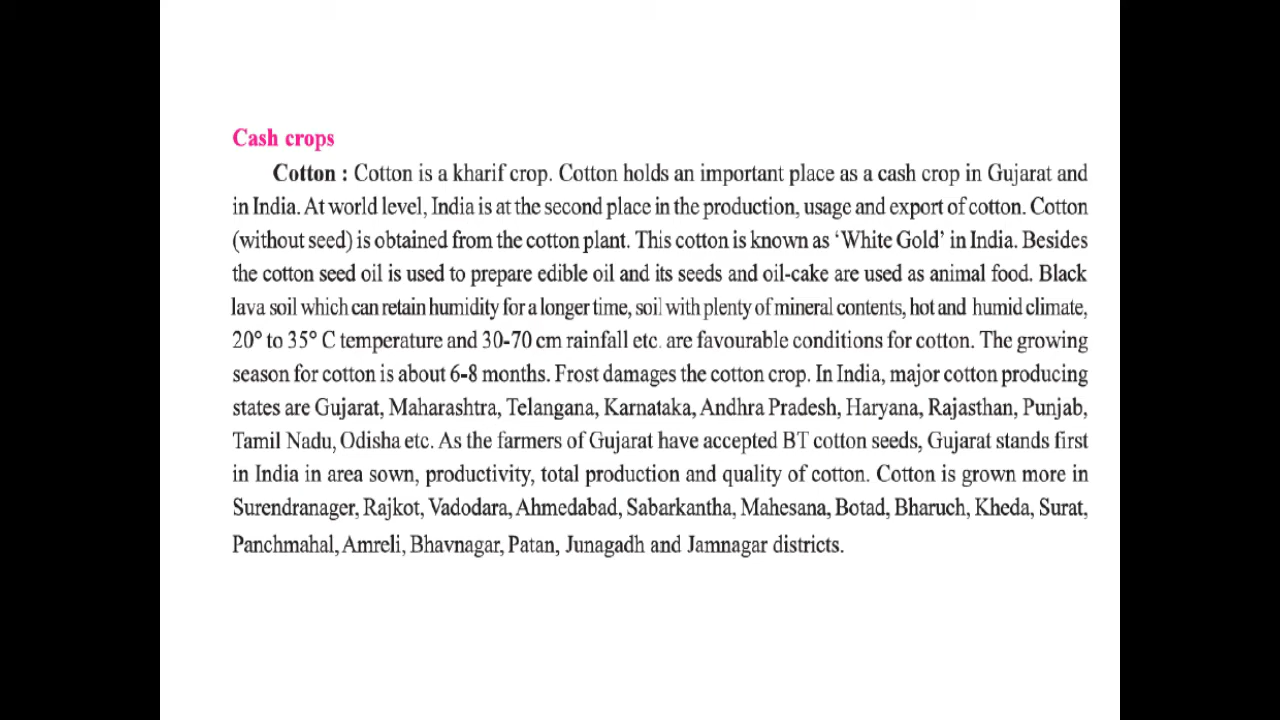 Cash crops
Cotton : Cotton is a kharif crop. Cotton holds an important place as a cash crop in Gujarat and
in India. At world level, India is at the second place in the production, usage and export of cotton. Cotton
(without seed) is obtained from the cotton plant. This cotton is known as ‘White Gold’ in India. Besides
the cotton seed oil is used to prepare edible oil and its seeds and oil-cake are used as animal food. Black
lava soil which can retain humidity for a longer time, soil with plenty of mineral contents, hot and humid climate,
20° to 35° C temperature and 30-70 cm rainfall etc. are favourable conditions for cotton. The growing
season for cotton is about 6-8 months. Frost damages the cotton crop. In India, major cotton producing
states are Gujarat, Maharashtra, Telangana, Karnataka, Andhra Pradesh, Haryana, Rajasthan, Punjab,
Tamil Nadu, Odisha etc. As the farmers of Gujarat have accepted BT cotton seeds, Gujarat stands first
in India in area sown, productivity, total production and quality of cotton. Cotton is grown more in
Surendranager, Rajkot, Vadodara, Ahmedabad, Sabarkantha, Mahesana, Botad, Bharuch, Kheda, Surat,
Panchmahal, Amreli, Bhavnagar, Patan, Junagadh and Jamnagar districts.